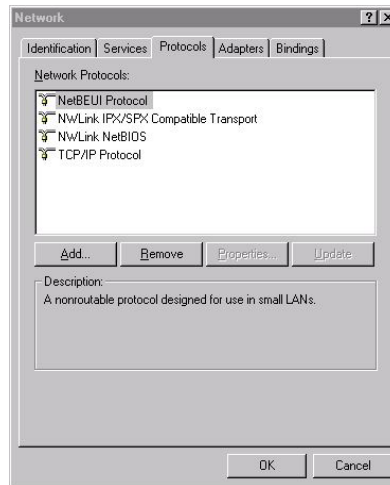 Network
Identification Services Protocols Adapters Bindings
Network Protocols:
NetBEUI Protocol
NWLink IPX/SPX Compatible Transport
NWLink NetBIOS
TCP/IP Protocol
Add... Remove Properties... Update
Description:
A nonroutable protocol designed for use in small LANs.
OK Cancel